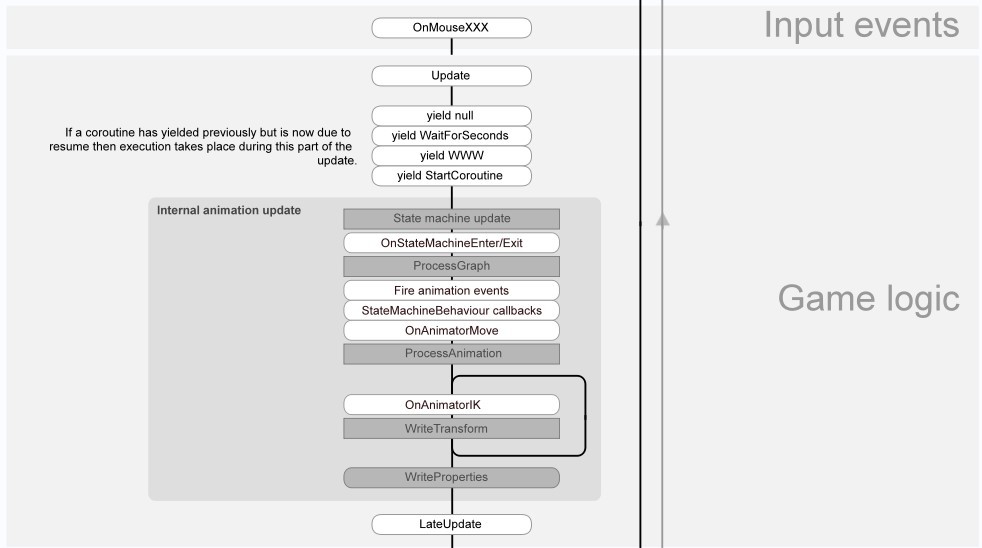 OnMouseXXX
Input events
Update
yield null
If a coroutine has yielded previously but is now due to
resume then execution takes place during this part of the
update.
yield WaitForSeconds
yield WWW
yield StartCoroutine
Internal animation update
State machine update
OnStateMachineEnter/Exit
ProcessGraph
Fire animation events
Game logic
StateMachineBehaviour callbacks
OnAnimatorMove
ProcessAnimation
OnAnimatorIK
WriteTransform
WriteProperties
LateUpdate